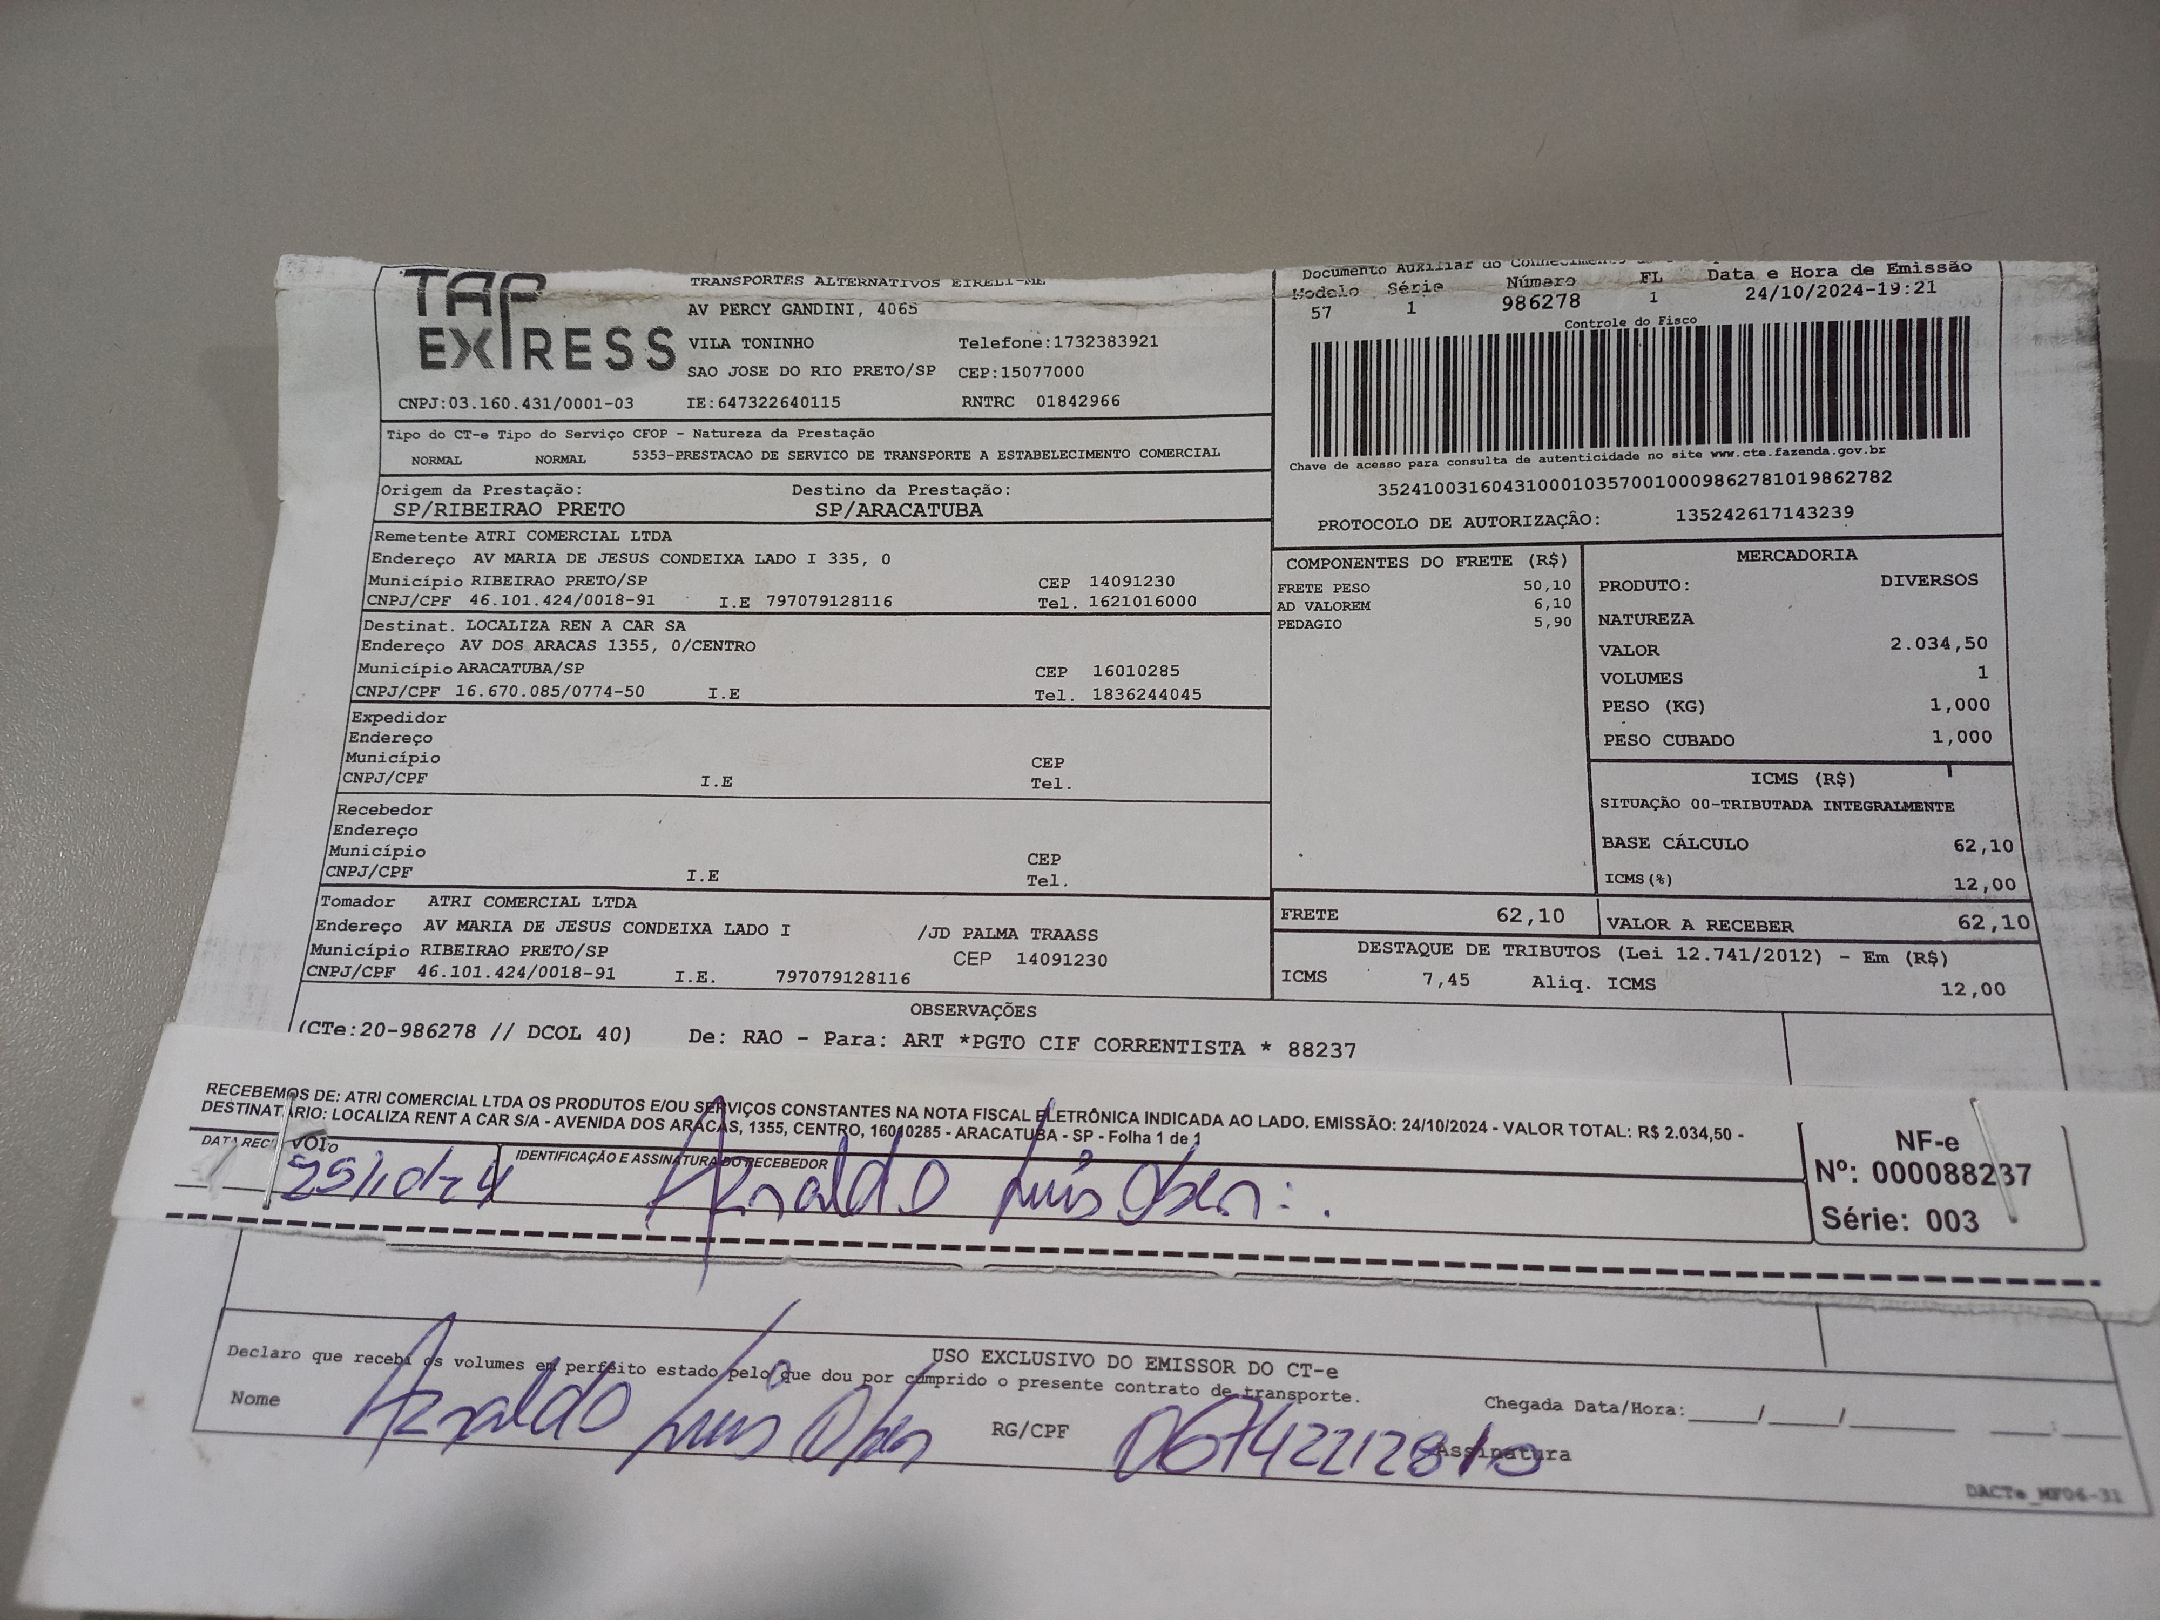 TAP
EXPRESS
TRANSPORTES ALTERNATIVOS EIRELI-ME
AV PERCY GANDINI, 4065
VILA TONINHO Telefone:1732383921
SAO JOSE DO RIO PRETO/SP CEP:15077000
CNPJ:03.160.431/0001-03 IE:647322640115 RNTRC 01842966
Documento Auxiliar do Conhecimento
Modelo Série Número FL Data e Hora de Emissão
57 1 986278 1 24/10/2024-19:21
Controle do Fisco
Chave de acesso para consulta de autenticidade no site www.cte.fazenda.gov.br
35241003160431000103570010009862781019862782
PROTOCOLO DE AUTORIZAÇÃO: 135242617143239
Tipo do CT-e Tipo do Serviço CFOP - Natureza da Prestação
NORMAL NORMAL 5353-PRESTACAO DE SERVICO DE TRANSPORTE A ESTABELECIMENTO COMERCIAL
Origem da Prestação: Destino da Prestação:
SP/RIBEIRAO PRETO SP/ARACATUBA
Remetente ATRI COMERCIAL LTDA
Endereço AV MARIA DE JESUS CONDEIXA LADO I 335, 0
Município RIBEIRAO PRETO/SP CEP 14091230
CNPJ/CPF 46.101.424/0018-91 I.E 797079128116 Tel. 1621016000
Destinat. LOCALIZA REN A CAR SA
Endereço AV DOS ARACAS 1355, 0/CENTRO
Município ARACATUBA/SP CEP 16010285
CNPJ/CPF 16.670.085/0774-50 I.E Tel. 1836244045
Expedidor
Endereço
Município CEP
CNPJ/CPF I.E Tel.
Recebedor
Endereço
Município CEP
CNPJ/CPF I.E Tel.
Tomador ATRI COMERCIAL LTDA
Endereço AV MARIA DE JESUS CONDEIXA LADO I /JD PALMA TRAASS
Município RIBEIRAO PRETO/SP CEP 14091230
CNPJ/CPF 46.101.424/0018-91 I.E. 797079128116
COMPONENTES DO FRETE (R$)
FRETE PESO 50,10
AD VALOREM 6,10
PEDAGIO 5,90
MERCADORIA
PRODUTO: DIVERSOS
NATUREZA
VALOR 2.034,50
VOLUMES 1
PESO (KG) 1,000
PESO CUBADO 1,000
ICMS (R$)
SITUAÇÃO 00-TRIBUTADA INTEGRALMENTE
BASE CÁLCULO 62,10
ICMS(%) 12,00
FRETE 62,10 VALOR A RECEBER 62,10
DESTAQUE DE TRIBUTOS (Lei 12.741/2012) - Em (R$)
ICMS 7,45 Aliq. ICMS 12,00
OBSERVAÇÕES
(CTe:20-986278 // DCOL 40) De: RAO - Para: ART *PGTO CIF CORRENTISTA * 88237
RECEBEMOS DE: ATRI COMERCIAL LTDA OS PRODUTOS E/OU SERVIÇOS CONSTANTES NA NOTA FISCAL ELETRÔNICA INDICADA AO LADO. EMISSÃO: 24/10/2024 - VALOR TOTAL: R$ 2.034,50 -
DESTINATÁRIO: LOCALIZA RENT A CAR S/A - AVENIDA DOS ARACAS, 1355, CENTRO, 16010285 - ARACATUBA - SP - Folha 1 de 1
IDENTIFICAÇÃO E ASSINATURA DO RECEBEDOR
Arnaldo Luis
NF-e
Nº: 000088237
Série: 003
USO EXCLUSIVO DO EMISSOR DO CT-e
Declaro que recebi os volumes em perfeito estado pelo que dou por cumprido o presente contrato de transporte.
Nome Arnaldo Luis RG/CPF Chegada Data/Hora:____/____/____
Assinatura
DACTe_MF06-31